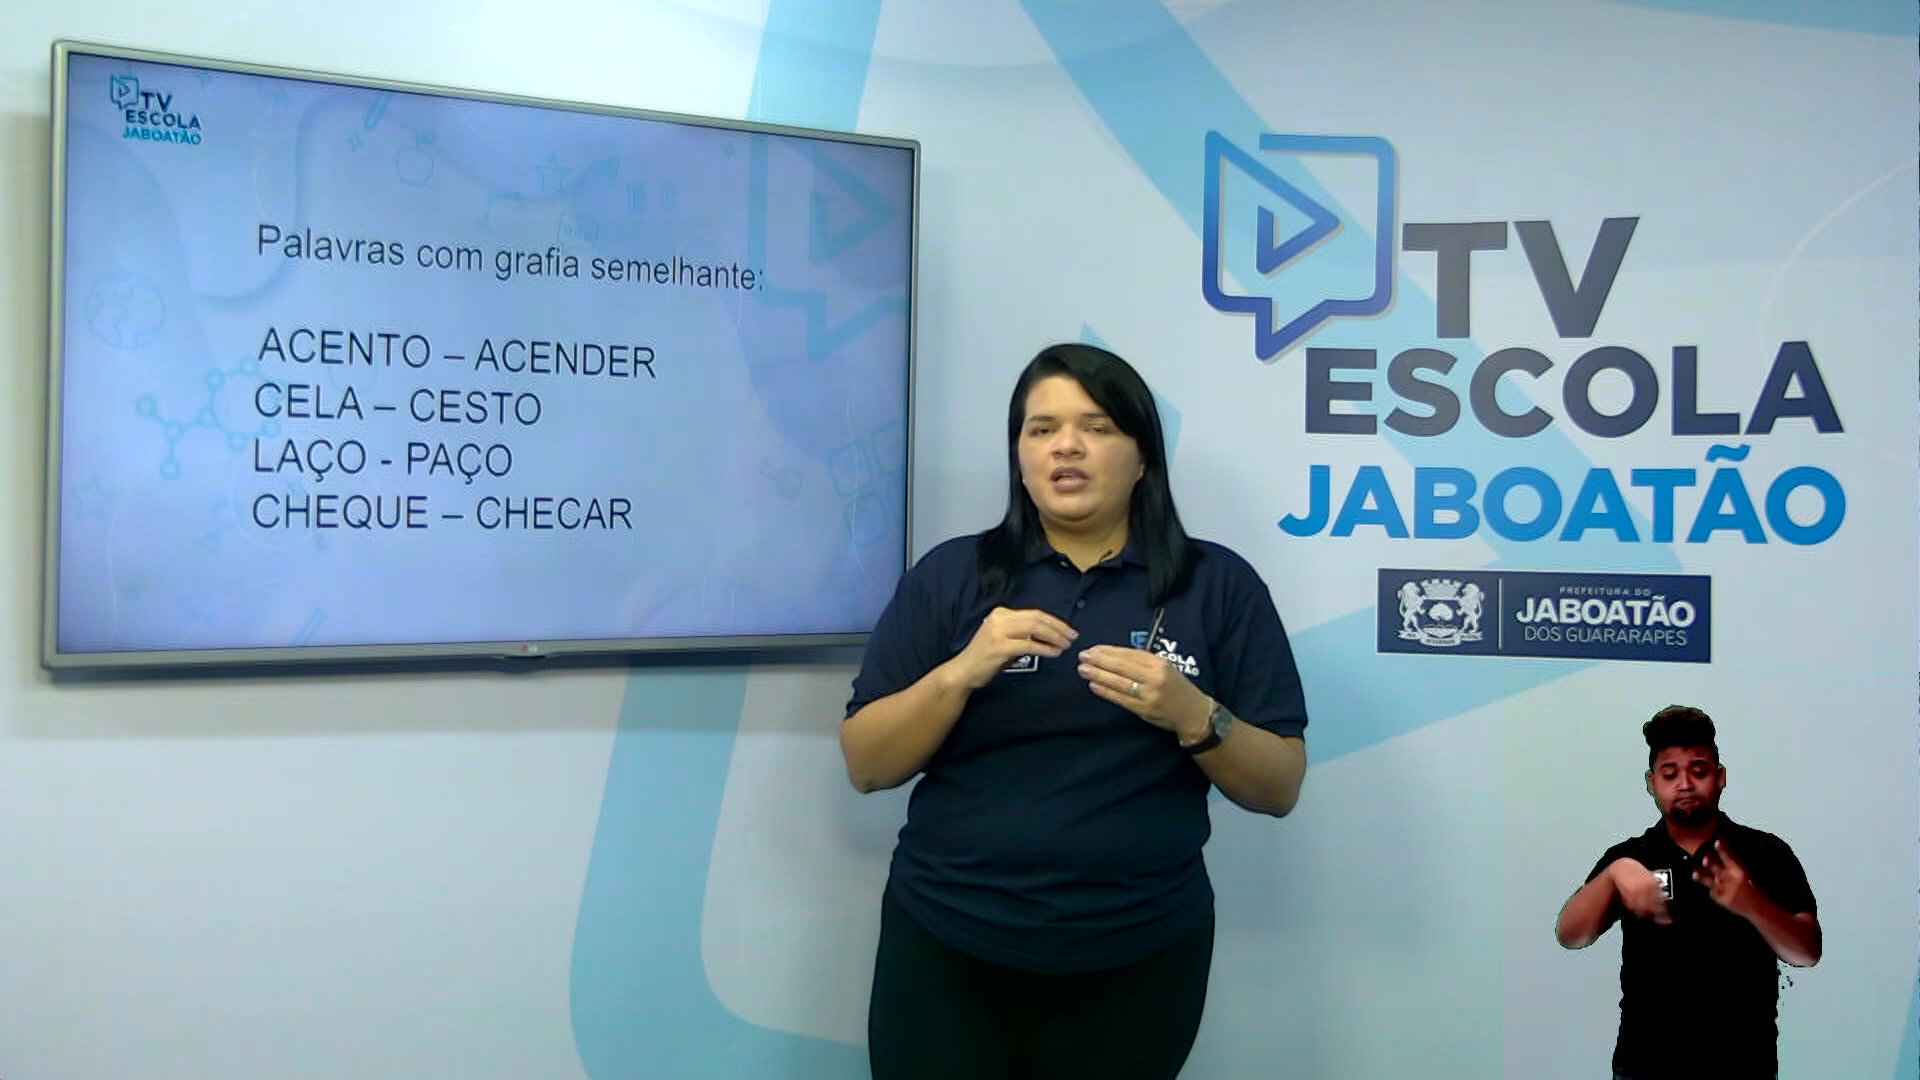 TV
ESCOLA
JABOATÃO
Palavras com grafia semelhante:
ACENTO – ACENDER
CELA – CESTO
LAÇO - PAÇO
CHEQUE – CHECAR
TV
ESCOLA
JABOATÃO
PREFEITURA DO
JABOATÃO
DOS GUARARAPES
LG